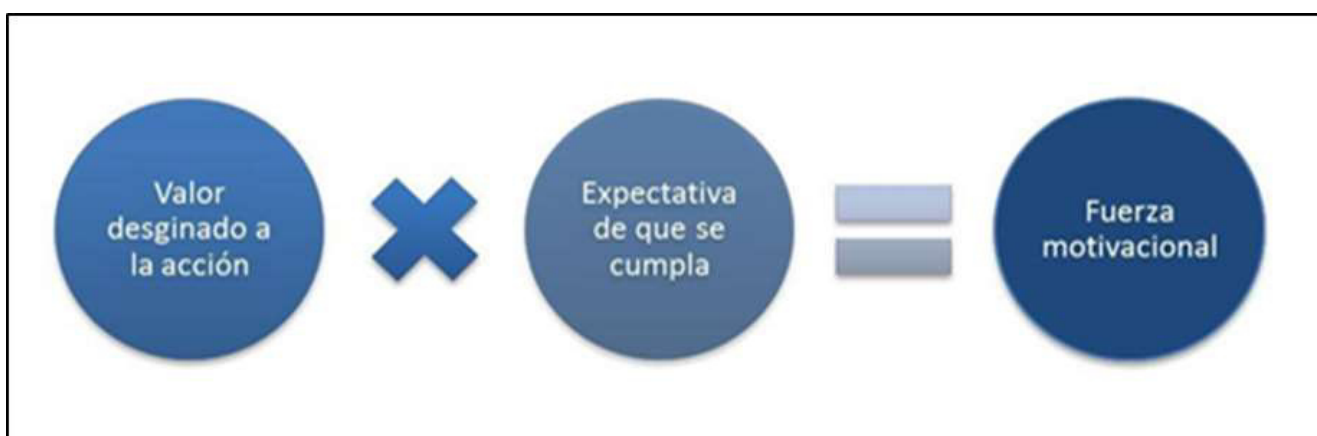 Valor
desginado a
la acción
Expectativa
de que se
cumpla
Fuerza
motivacional